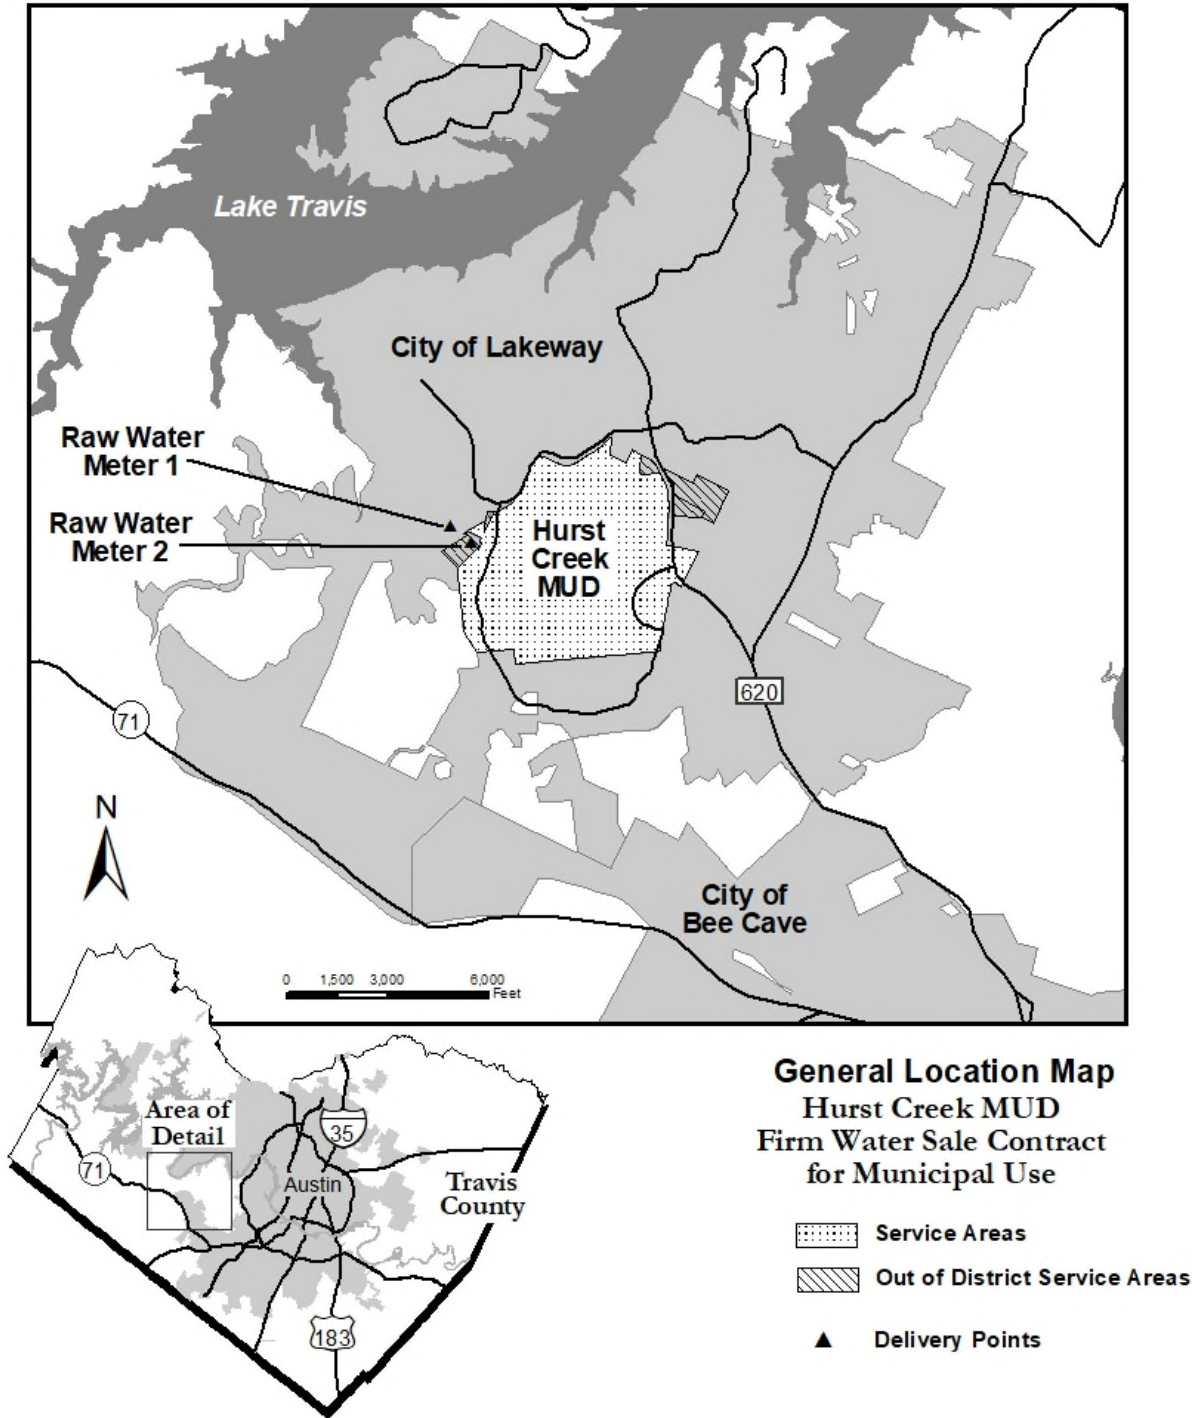 Lake Travis
City of Lakeway
Raw Water
Meter 1
Raw Water
Meter 2
Hurst
Creek
MUD
620
71
N
City of
Bee Cave
0 1,500 3,000 6,000
Feet
Area of
Detail
35
71
Austin
Travis
County
183
General Location Map
Hurst Creek MUD
Firm Water Sale Contract
for Municipal Use
Service Areas
Out of District Service Areas
Delivery Points